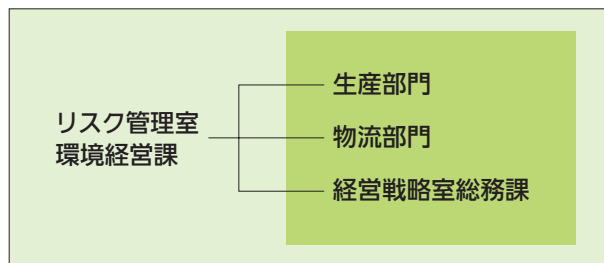 リスク管理室
環境経営課
生産部門
物流部門
経営戦略室総務課